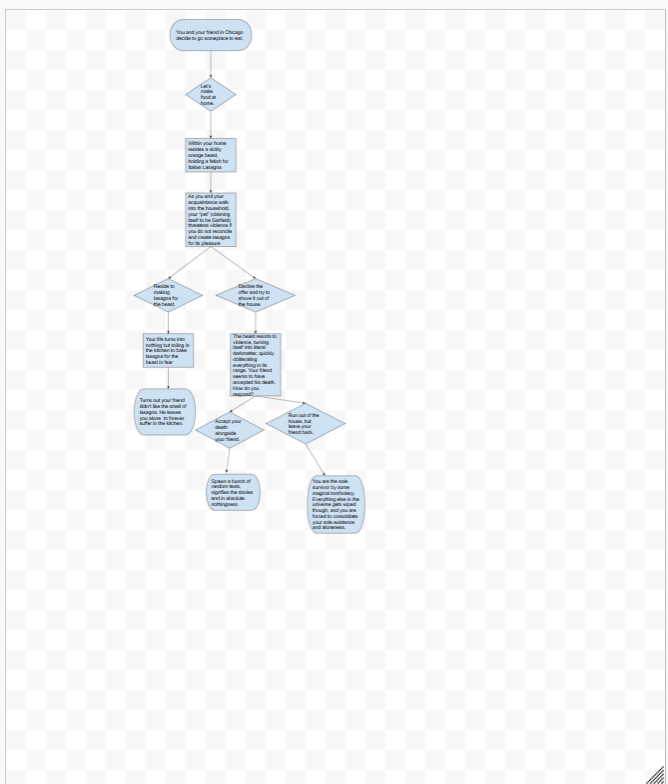 You and your friend in Chicago
decide to go someplace to eat.
Let's
make
food at
home.
Within your home
resides a sickly
orange beast,
holding a fetish for
Italian Lasagna
As you and your
acquaintance walk
into the household,
your "pet" (claiming
itself to be Garfield)
threatens violence if
you do not reconcile
and create lasagna
for its pleasure
making
lasagna for
the beast.
Decline the
offer and try to
shove it out of
the house.
Your life turns into
nothing but toiling in
the kitchen to bake
lasagna for the
beast in fear
The beast resorts to
violence, turning
itself into literal
darkmatter, quickly
obliterating
everything in its
range. Your friend
seems to have
accepted his death.
How do you
respond?
Turns out your friend
didn't like the smell of
lasagna. He leaves
you alone to forever
suffer in the kitchen.
Accept your
death
alongside
your friend.
Run out of the
house, but
leave your
friend back.
Spawn a bunch of
random texts,
signifies the stories
end in absolute
nothingness
You are the sole
survivor by some
magical tomfoolery.
Everything else in the
universe gets wiped
though, and you are
forced to consolidate
your sole existence
and aloneness.